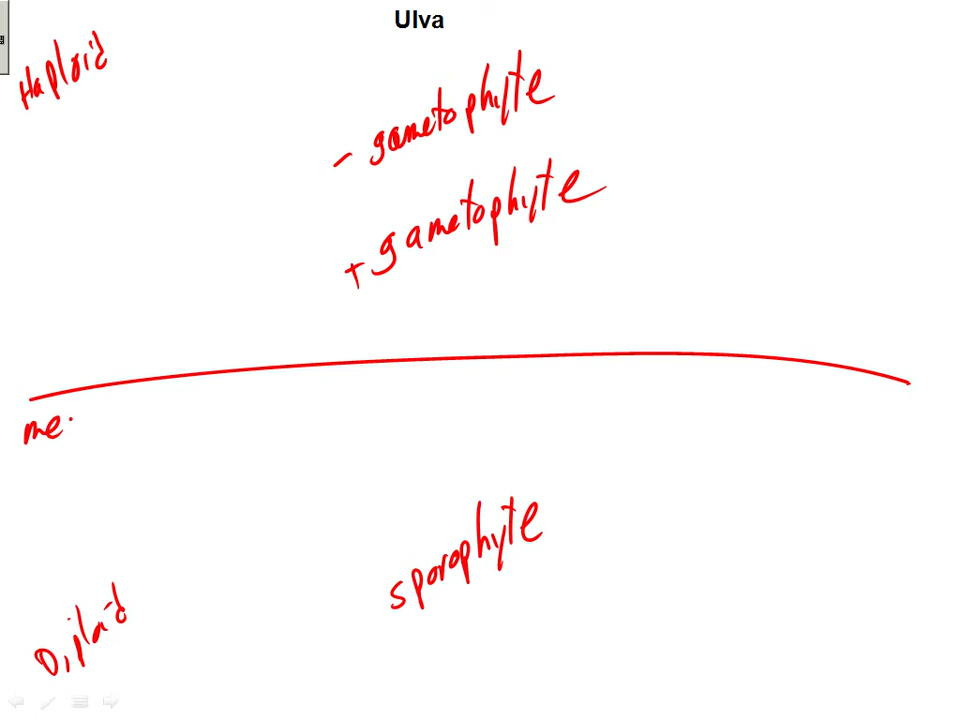 Ulva
Haploid
- gametophyte
+ gametophyte
me.
sporophyte
Diploid